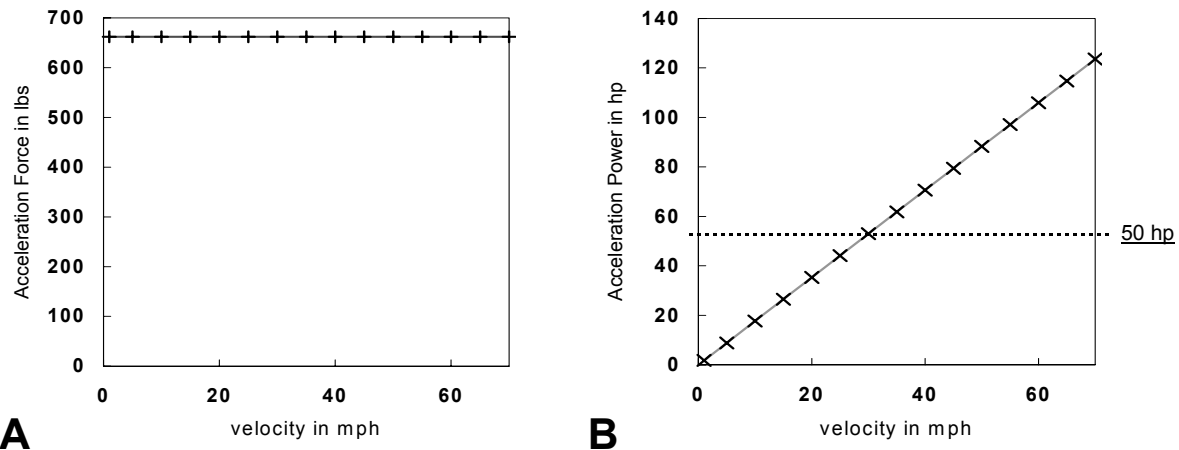 700
600
500
400
300
200
100
0
Acceleration Force in lbs
0 20 40 60
velocity in mph
A
140
120
100
80
60
40
20
0
Acceleration Power in hp
50 hp
0 20 40 60
velocity in mph
B